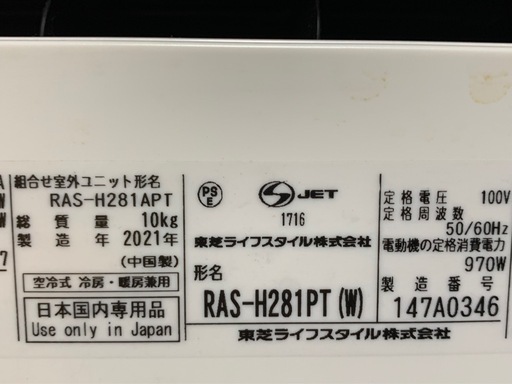 組合せ室外ユニット形名
RAS-H281APT
総質量 10kg
製造年 2021年
(中国製)
空冷式 冷房・暖房兼用
日本国内専用品
Use only in Japan
PS
E
JET
1716
東芝ライフスタイル株式会社
形名
RAS-H281PT(W)
東芝ライフスタイル株式会社
定格電圧 100V
定格周波数
50/60Hz
電動機の定格消費電力
970W
製造番号
147A0346